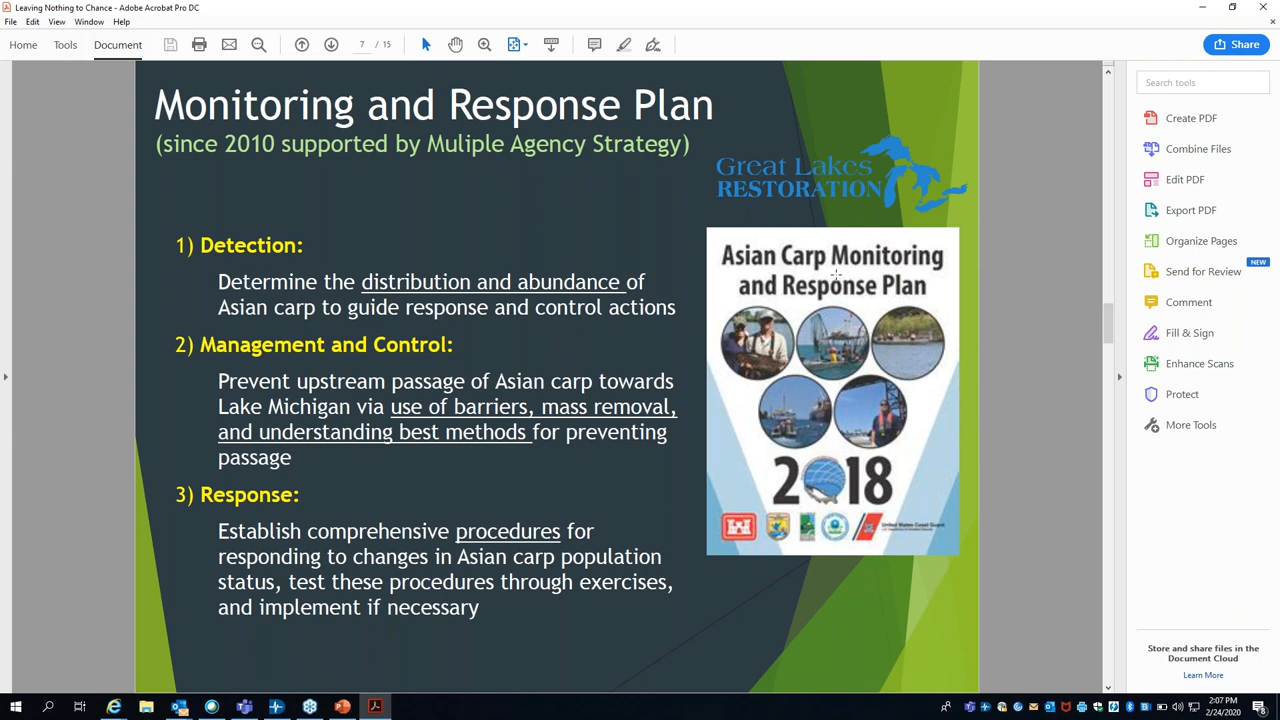 Leaving Nothing to Chance - Adobe Acrobat Pro DC
File Edit View Window Help
Home Tools Document
7 / 15
Share
Monitoring and Response Plan
(since 2010 supported by Muliple Agency Strategy)
Great Lakes
RESTORATION
1) Detection:
Determine the distribution and abundance of
Asian carp to guide response and control actions
2) Management and Control:
Prevent upstream passage of Asian carp towards
Lake Michigan via use of barriers, mass removal,
and understanding best methods for preventing
passage
3) Response:
Establish comprehensive procedures for
responding to changes in Asian carp population
status, test these procedures through exercises,
and implement if necessary
Asian Carp Monitoring
and Response Plan
2018
United States Coast Guard
Search tools
Create PDF
Combine Files
Edit PDF
Export PDF
Organize Pages
Send for Review
NEW
Comment
Fill & Sign
Enhance Scans
Protect
More Tools
Store and share files in the
Document Cloud
Learn More
2:07 PM
2/24/2020
8